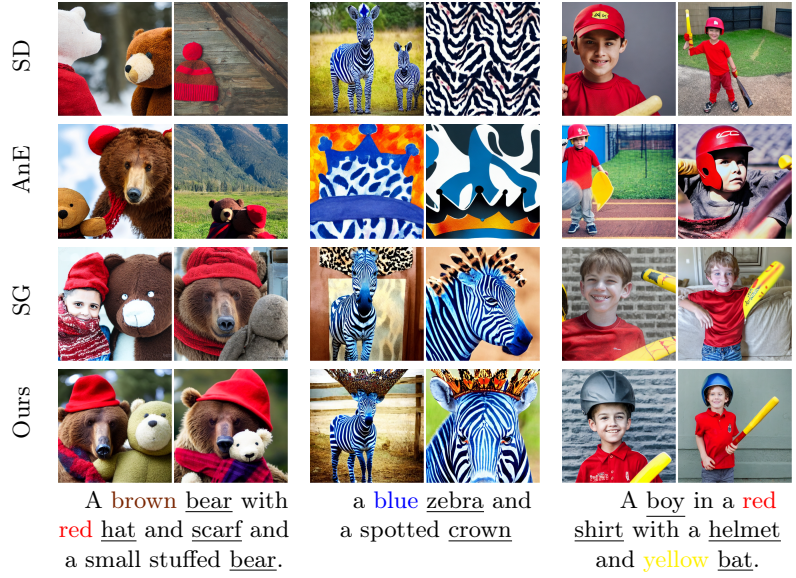 SD
AnE
SG
Ours
A brown bear with
red hat and scarf and
a small stuffed bear.
a blue zebra and
a spotted crown
A boy in a red
shirt with a helmet
and yellow bat.